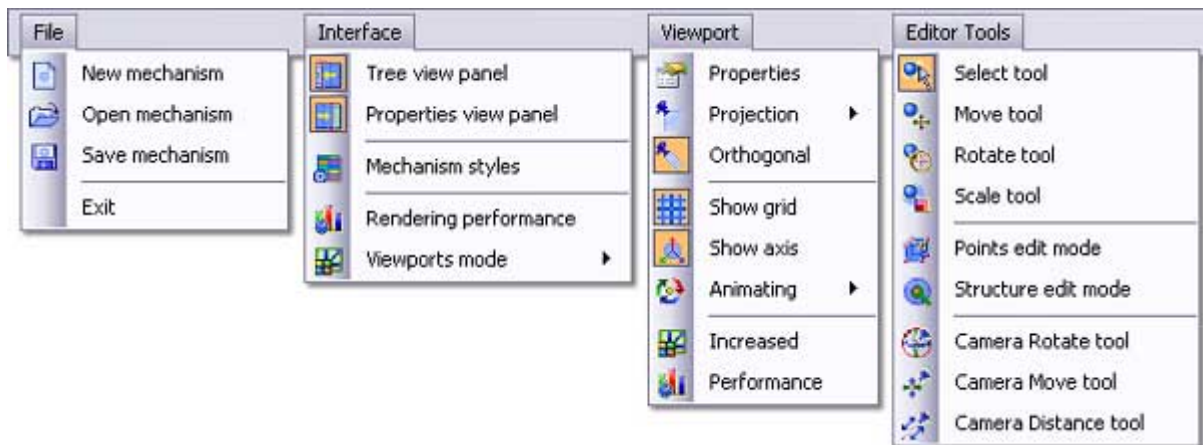 File
New mechanism
Open mechanism
Save mechanism
Exit
Interface
Tree view panel
Properties view panel
Mechanism styles
Rendering performance
Viewports mode
Viewport
Properties
Projection
Orthogonal
Show grid
Show axis
Animating
Increased
Performance
Editor Tools
Select tool
Move tool
Rotate tool
Scale tool
Points edit mode
Structure edit mode
Camera Rotate tool
Camera Move tool
Camera Distance tool